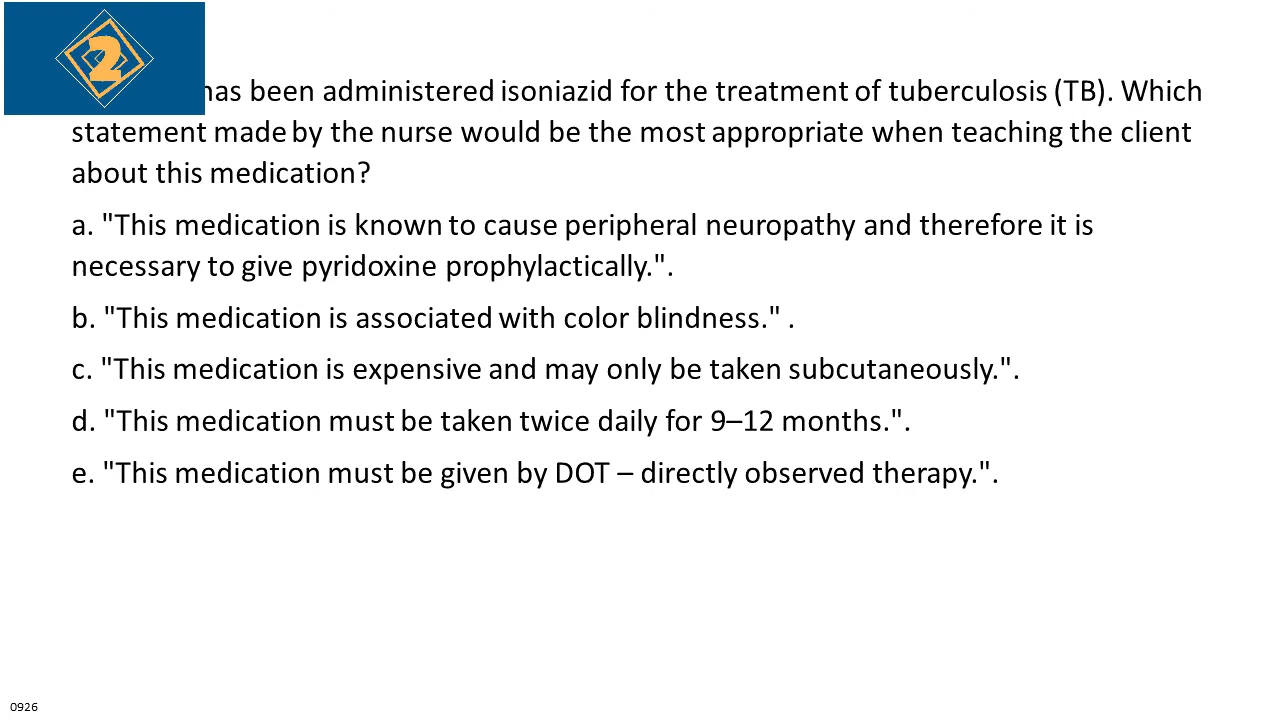 2
has been administered isoniazid for the treatment of tuberculosis (TB). Which
statement made by the nurse would be the most appropriate when teaching the client
about this medication?
a. "This medication is known to cause peripheral neuropathy and therefore it is
necessary to give pyridoxine prophylactically.".
b. "This medication is associated with color blindness." .
c. "This medication is expensive and may only be taken subcutaneously.".
d. "This medication must be taken twice daily for 9–12 months.".
e. "This medication must be given by DOT – directly observed therapy.".
0926